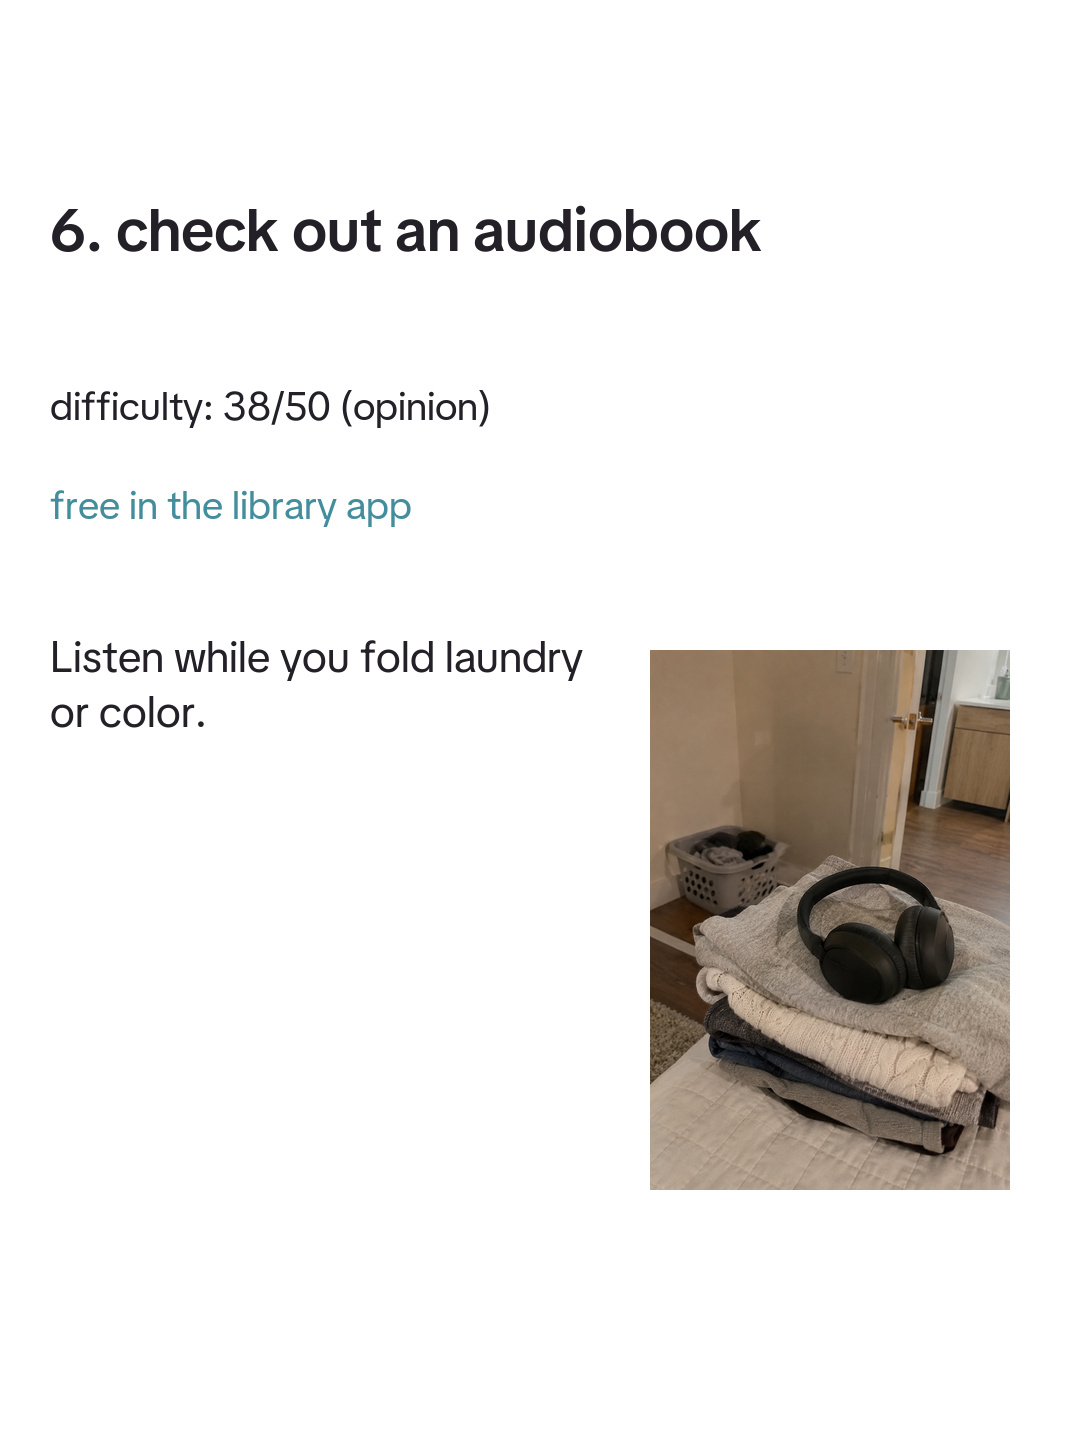 6. check out an audiobook
difficulty: 38/50 (opinion)
free in the library app
Listen while you fold laundry
or color.